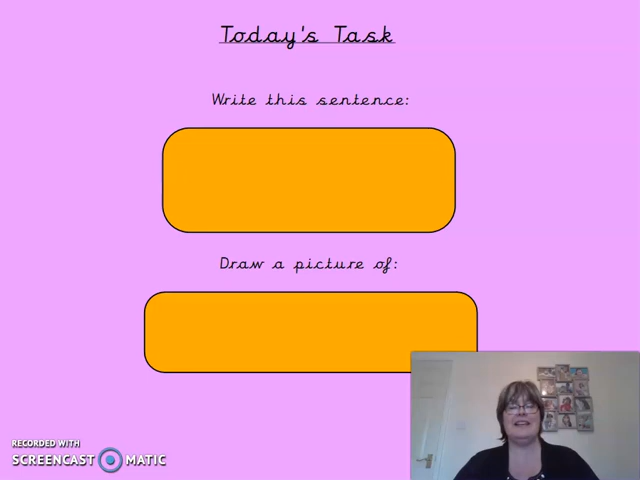 Today's Task
Write this sentence:
Draw a picture of:
RECORDED WITH
SCREENCAST MATIC